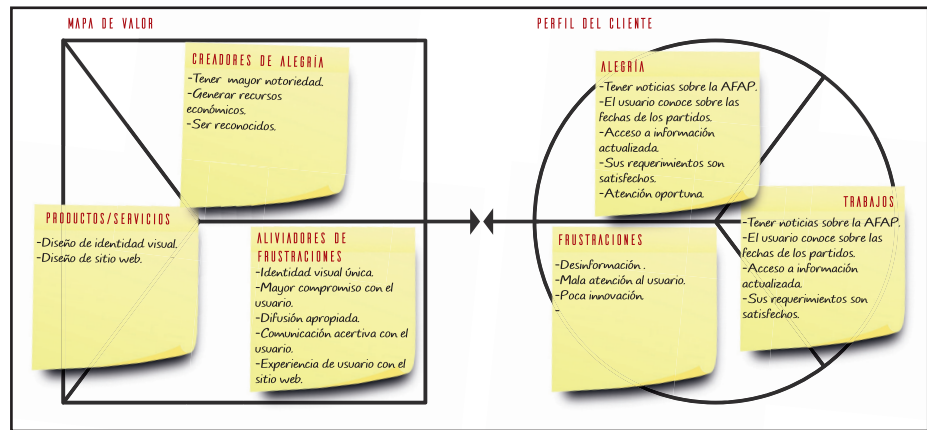 MAPA DE VALOR
CREADORES DE ALEGRÍA
-Tener mayor notoriedad.
-Generar recursos
económicos.
-Ser reconocidos.
PRODUCTOS/SERVICIOS
-Diseño de identidad visual.
-Diseño de sitio web.
ALIVIADORES DE
FRUSTRACIONES
-Identidad visual única.
-Mayor compromiso con el
usuario.
-Difusión apropiada.
-Comunicación acertiva con el
usuario.
-Experiencia de usuario con el
sitio web.
PERFIL DEL CLIENTE
ALEGRÍA
-Tener noticias sobre la AFAP.
-El usuario conoce sobre las
fechas de los partidos.
-Acceso a información
actualizada.
-Sus requerimientos son
satisfechos.
-Atención oportuna.
FRUSTRACIONES
-Desinformación .
-Mala atención al usuario.
-Poca innovación.
-
TRABAJOS
-Tener noticias sobre la AFAP.
-El usuario conoce sobre las
fechas de los partidos.
-Acceso a información
actualizada.
-Sus requerimientos son
satisfechos.